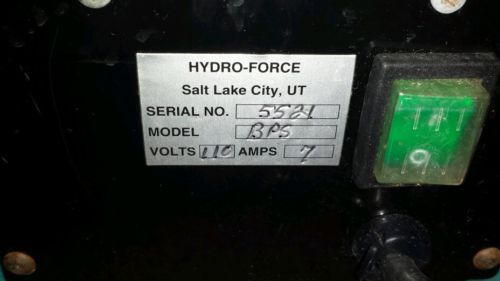 HYDRO-FORCE
Salt Lake City, UT
SERIAL NO. 5521
MODEL BPS
VOLTS 110 AMPS 7